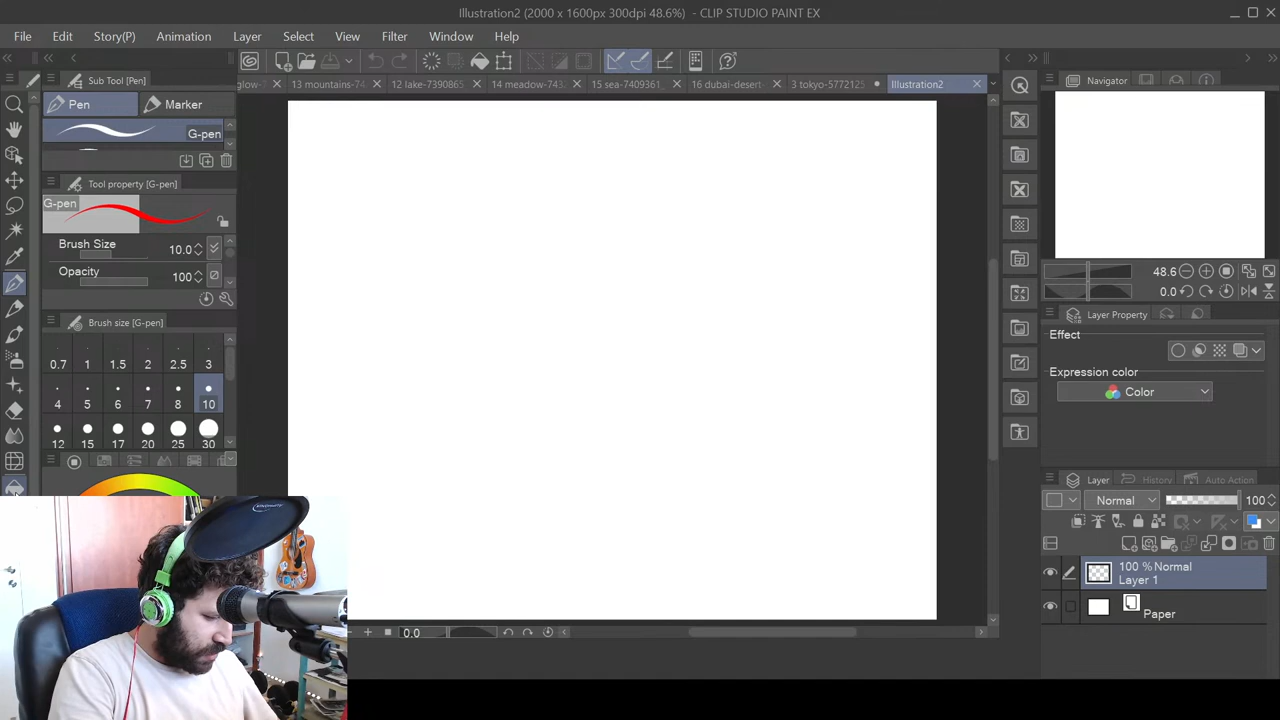 Illustration2 (2000 x 1600px 300dpi 48.6%) - CLIP STUDIO PAINT EX
File Edit Story(P) Animation Layer Select View Filter Window Help
Sub Tool [Pen]
Pen Marker
G-pen
Tool property [G-pen]
G-pen
Brush Size 10.0
Opacity 100
Brush size [G-pen]
0.7 1 1.5 2 2.5 3
4 5 6 7 8 10
12 15 17 20 25 30
glow- 13 mountains-74 12 lake-7390865 14 meadow-743 15 sea-7409361_ 16 dubai-desert- 3 tokyo-5772125 Illustration2
0.0
Navigator
48.6
0.0
Layer Property
Effect
Expression color
Color
Layer History Auto Action
Normal 100
100 % Normal
Layer 1
Paper